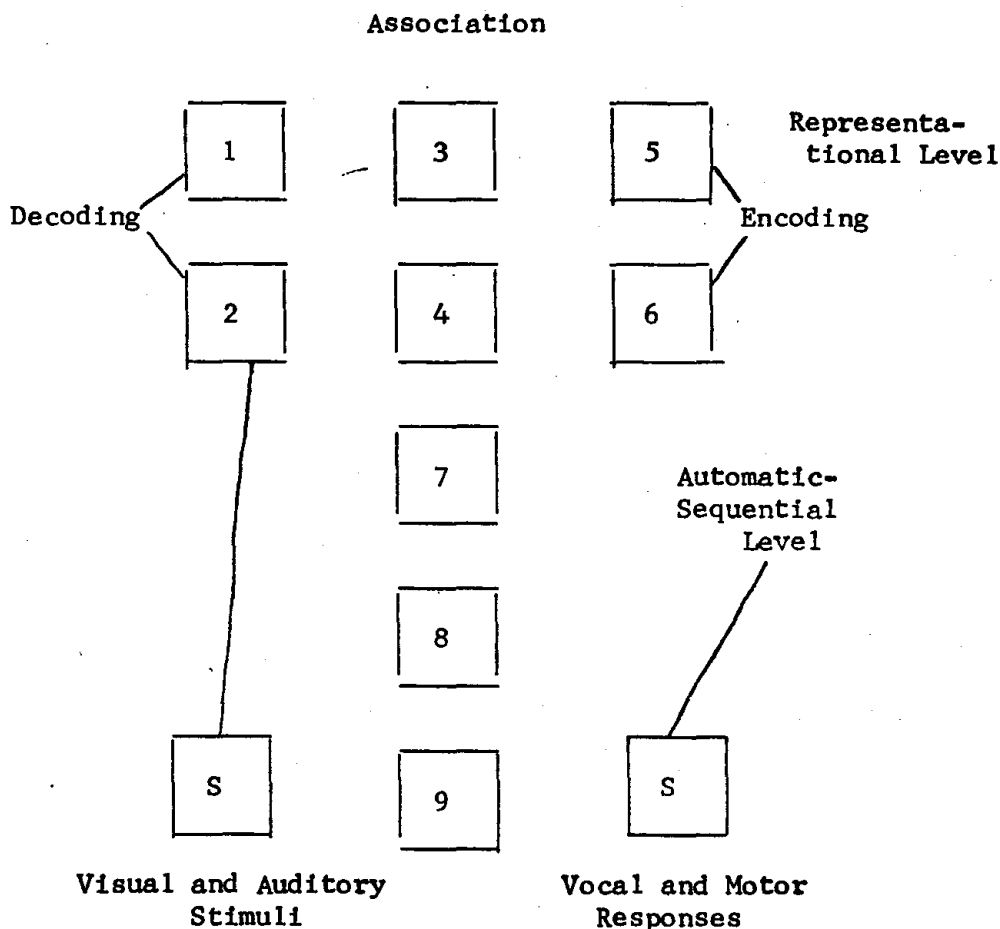 Association
1 3 5
Representa-
tional Level
Decoding
Encoding
2 4 6
7
Automatic-
Sequential
Level
8
S
9
S
Visual and Auditory
Stimuli
Vocal and Motor
Responses